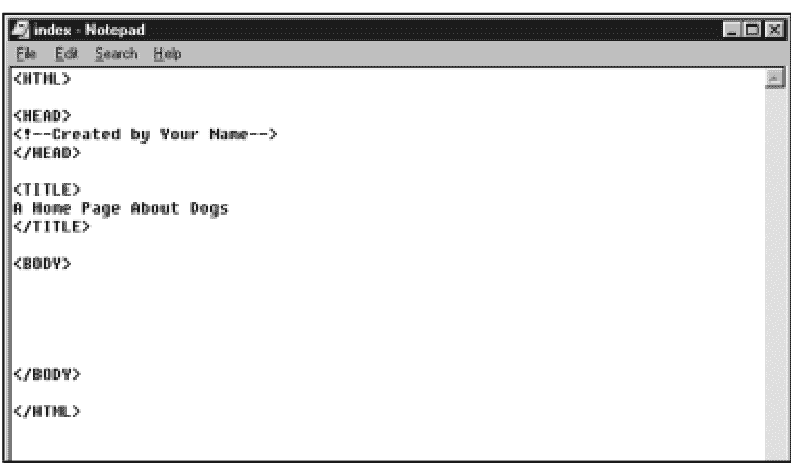 index - Notepad
File Edit Search Help
<HTML>
<HEAD>
<!--Created by Your Name-->
</HEAD>
<TITLE>
A Home Page About Dogs
</TITLE>
<BODY>
</BODY>
</HTML>